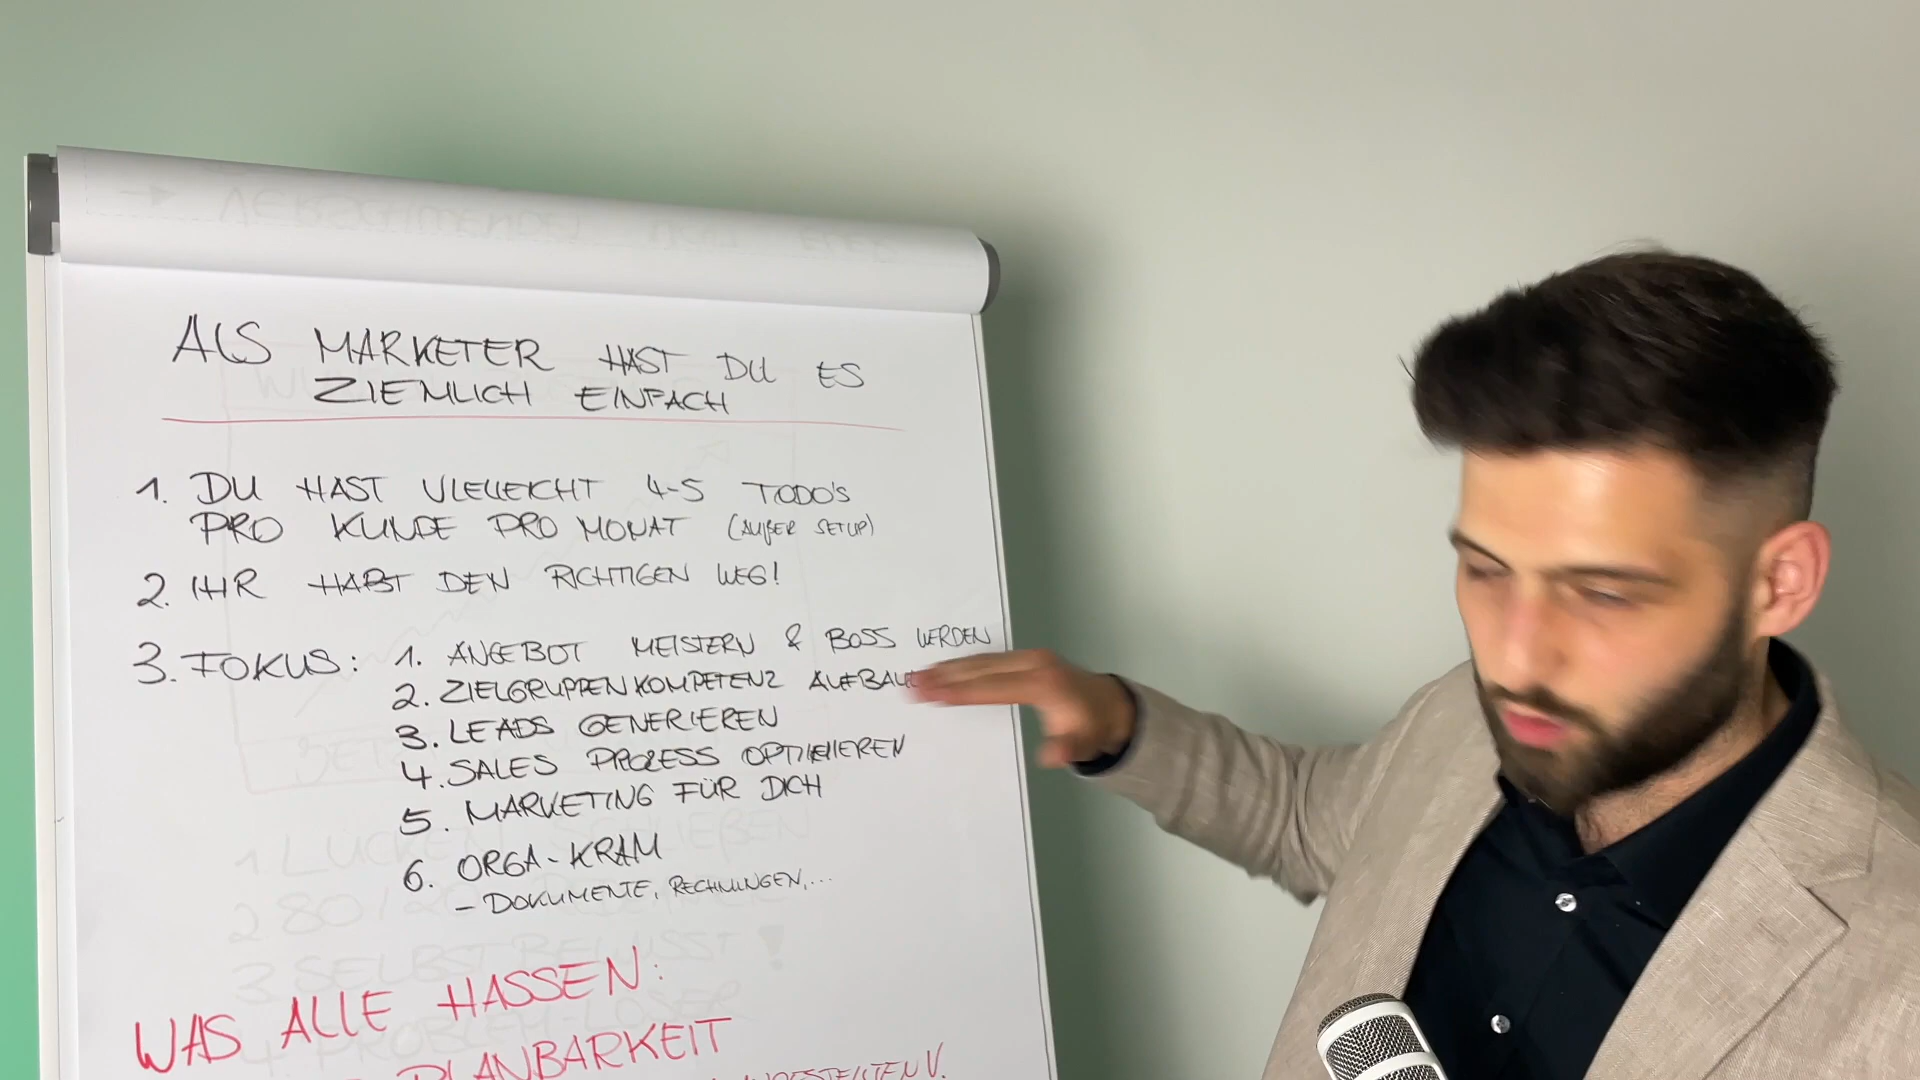 ALS MARKETER HAST DU ES
ZIEMLICH EINFACH
1. DU HAST VIELLEICHT 4-5 TODO'S
PRO KUNDE PRO MONAT (AUßER SETUP)
2. IHR HABT DEN RICHTIGEN WEG!
3. FOKUS: 1. ANGEBOT MEISTERN & BOSS WERDEN
2. ZIELGRUPPENKOMPETENZ
3. LEADS GENERIEREN
4. SALES PROZESS OPTIMIEREN
5. MARKETING FÜR DICH
6. ORGA-KRAM
- DOKUMENTE, RECHNUNGEN,...
WAS ALLE HASSEN:
PLANBARKEIT